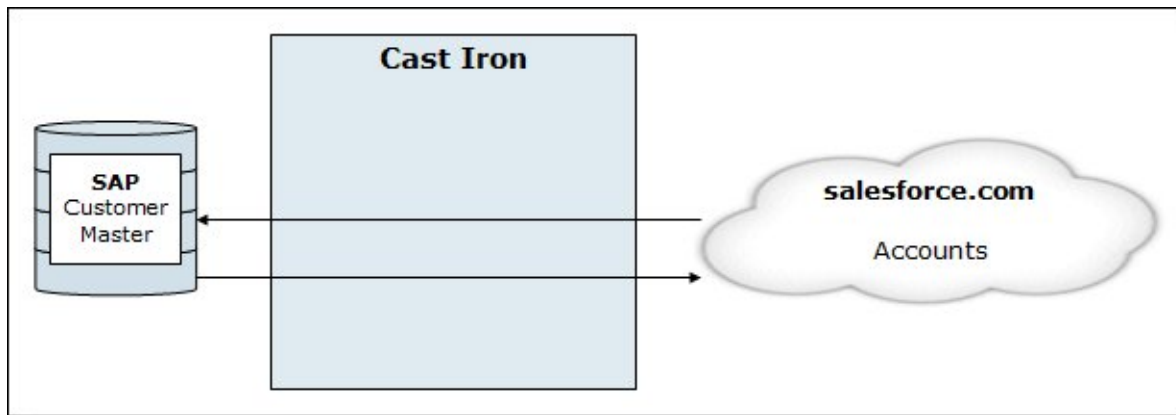 Cast Iron
SAP
Customer
Master
salesforce.com
Accounts